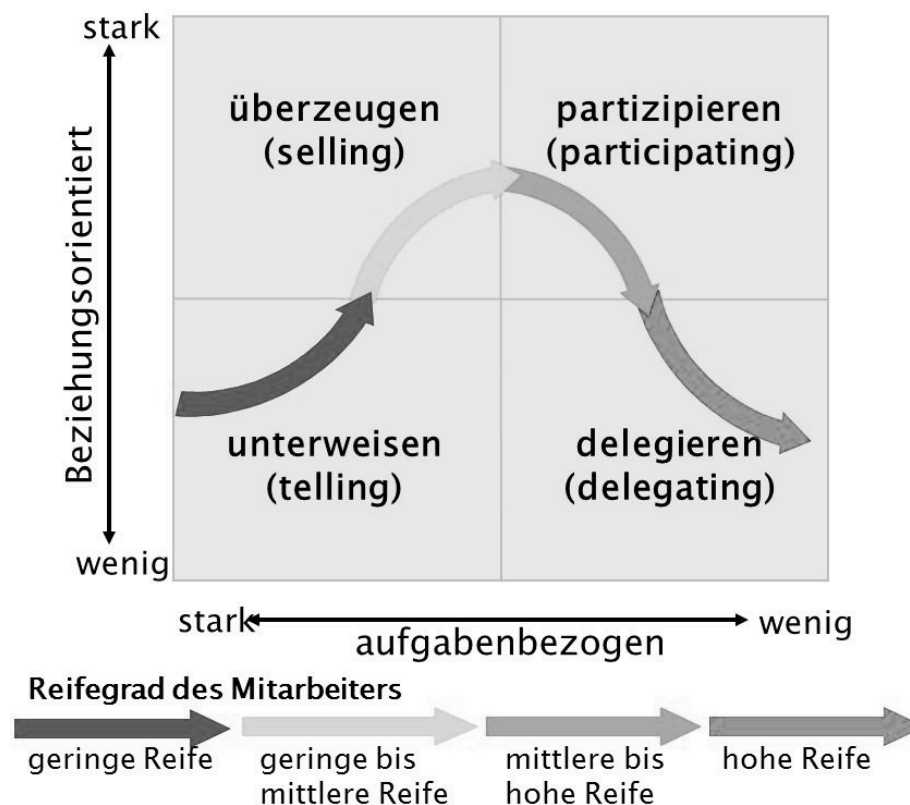 stark
überzeugen
(selling)
partizipieren
(participating)
Beziehungsorientiert
unterweisen
(telling)
delegieren
(delegating)
wenig
stark
aufgabenbezogen
wenig
Reifegrad des Mitarbeiters
geringe Reife
geringe bis
mittlere Reife
mittlere bis
hohe Reife
hohe Reife